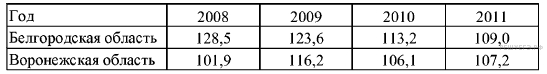 Год 2008 2009 2010 2011
Белгородская область 128,5 123,6 113,2 109,0
Воронежская область 101,9 116,2 106,1 107,2